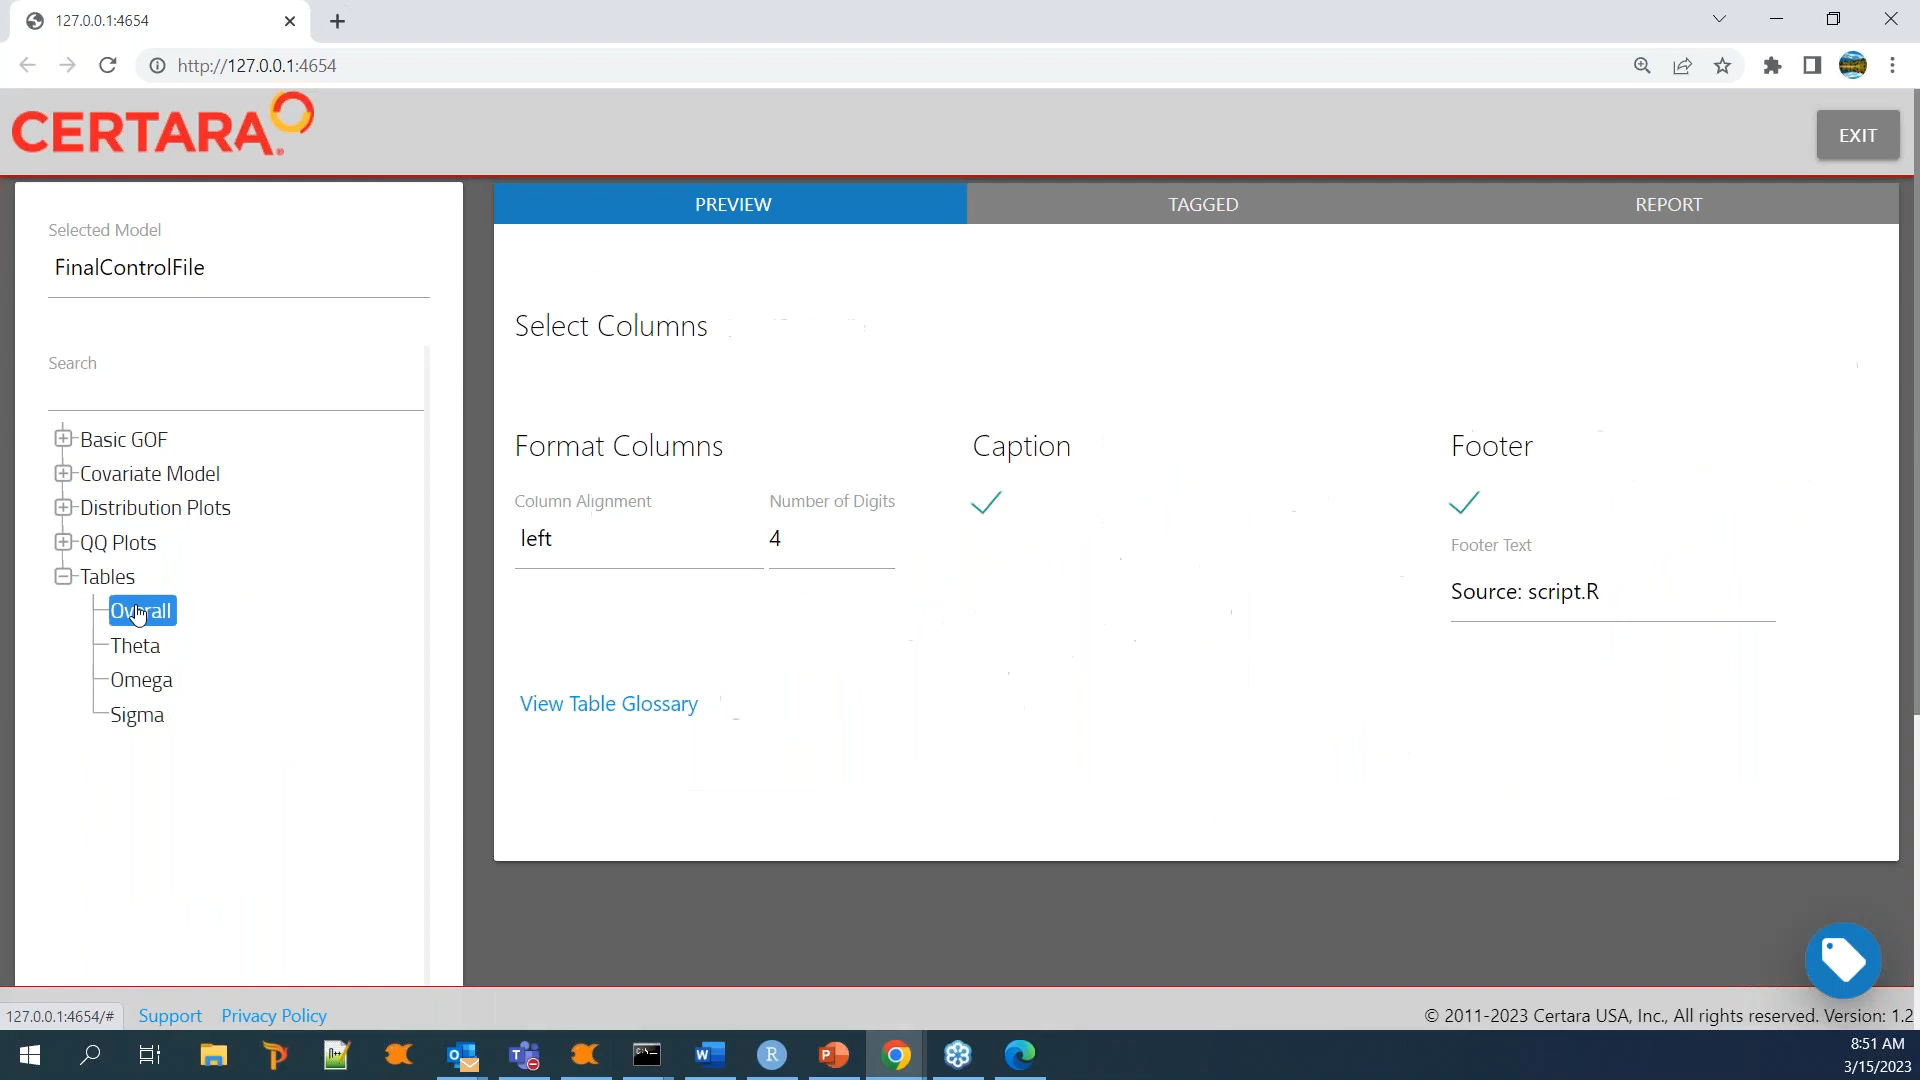 127.0.0.1:4654
http://127.0.0.1:4654
CERTARA
EXIT
Selected Model
FinalControlFile
Search
Basic GOF
Covariate Model
Distribution Plots
QQ Plots
Tables
Overall
Theta
Omega
Sigma
PREVIEW
TAGGED
REPORT
Select Columns
Format Columns
Column Alignment
left
Number of Digits
4
Caption
Footer
Footer Text
Source: script.R
View Table Glossary
127.0.0.1:4654/#
Support
Privacy Policy
© 2011-2023 Certara USA, Inc., All rights reserved. Version: 1.2
8:51 AM
3/15/2023